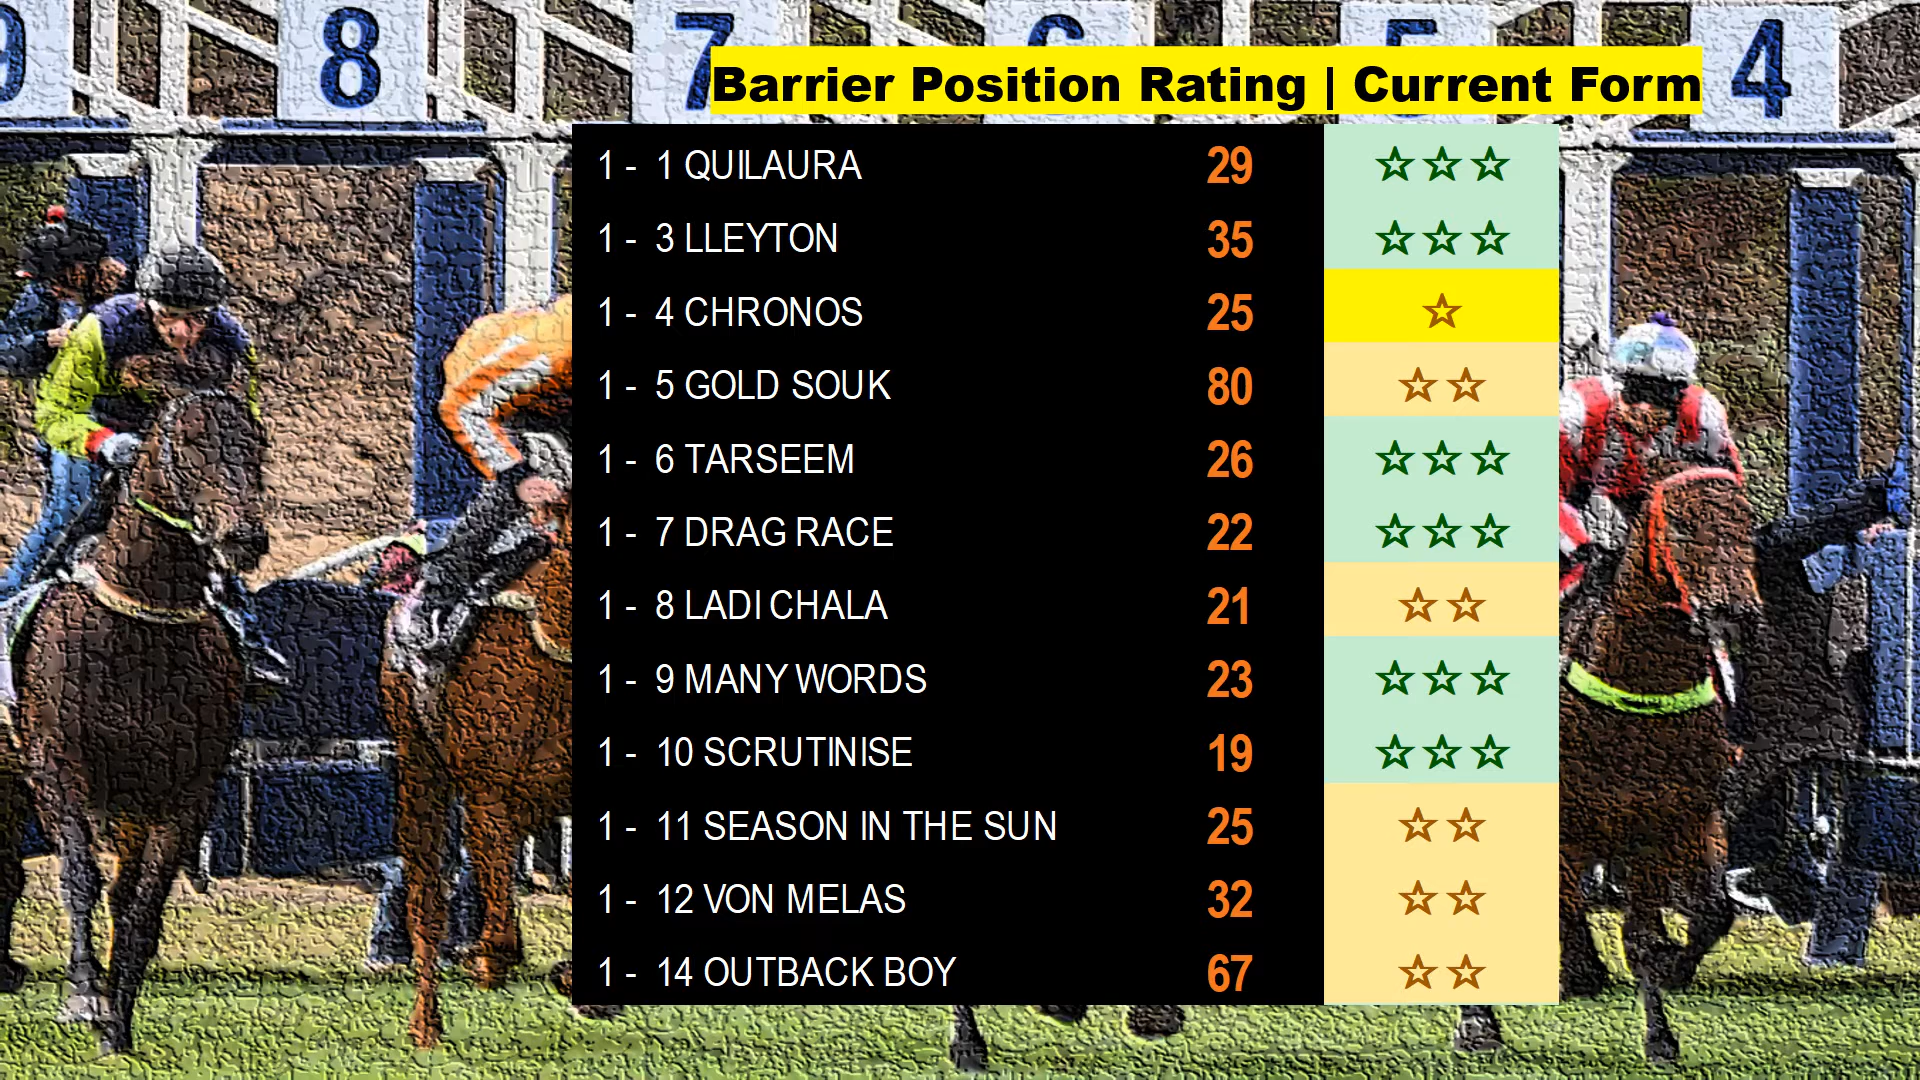 9 8 7 6 5 4
Barrier Position Rating | Current Form
1 - 1 QUILAURA 29 ☆☆☆
1 - 3 LLEYTON 35 ☆☆☆
1 - 4 CHRONOS 25 ☆
1 - 5 GOLD SOUK 80 ☆☆
1 - 6 TARSEEM 26 ☆☆☆
1 - 7 DRAG RACE 22 ☆☆☆
1 - 8 LADI CHALA 21 ☆☆
1 - 9 MANY WORDS 23 ☆☆☆
1 - 10 SCRUTINISE 19 ☆☆☆
1 - 11 SEASON IN THE SUN 25 ☆☆
1 - 12 VON MELAS 32 ☆☆
1 - 14 OUTBACK BOY 67 ☆☆